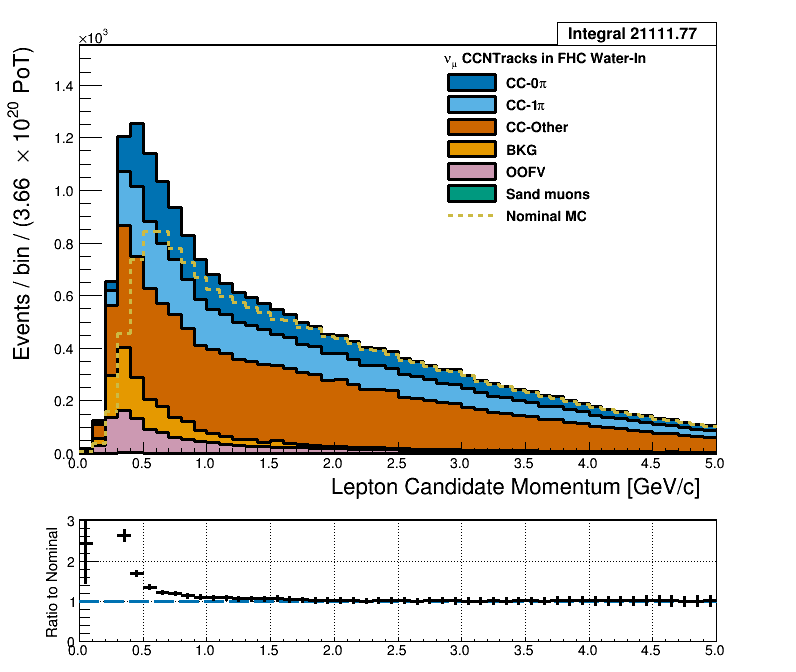 Integral 21111.77
×10³
νμ CCNTracks in FHC Water-In
CC-0π
CC-1π
CC-Other
BKG
OOFV
Sand muons
Nominal MC
Events / bin / (3.66 × 10²⁰ PoT)
1.4
1.2
1.0
0.8
0.6
0.4
0.2
0.0
0.0 0.5 1.0 1.5 2.0 2.5 3.0 3.5 4.0 4.5 5.0
Lepton Candidate Momentum [GeV/c]
Ratio to Nominal
3
2
1
0
0.0 0.5 1.0 1.5 2.0 2.5 3.0 3.5 4.0 4.5 5.0